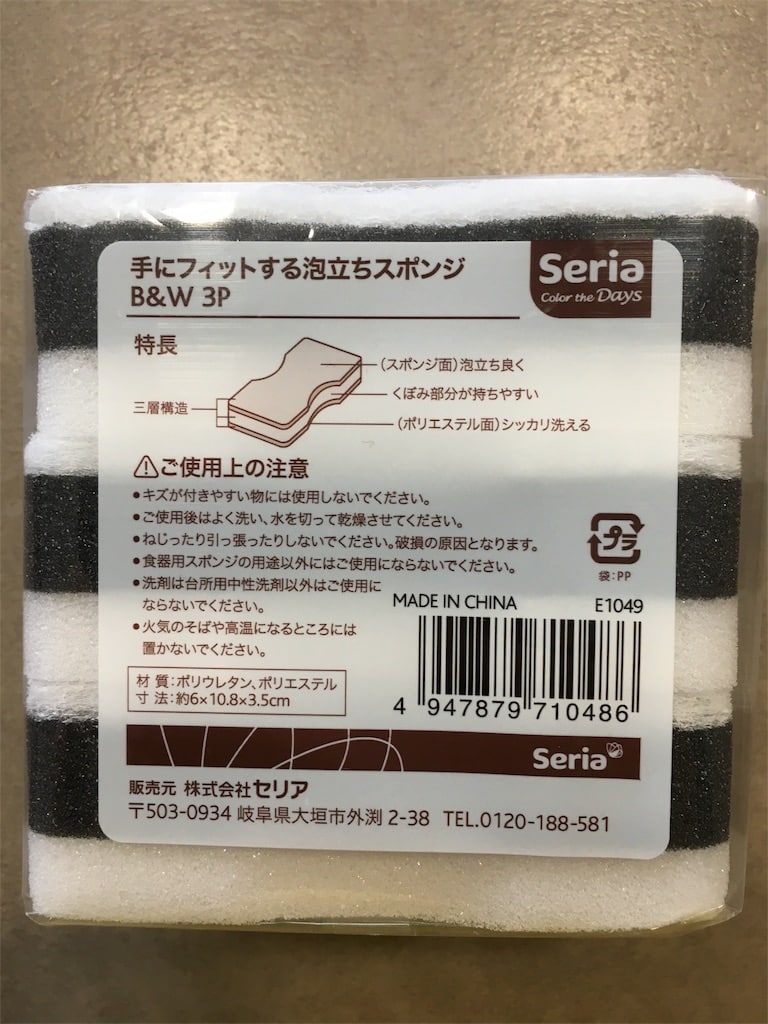 手にフィットする泡立ちスポンジ
B&W 3P
Seria
Color the Days
特長
(スポンジ面)泡立ち良く
くぼみ部分が持ちやすい
三層構造
(ポリエステル面)シッカリ洗える
⚠ご使用上の注意
●キズが付きやすい物には使用しないでください。
●ご使用後はよく洗い、水を切って乾燥させてください。
●ねじったり引っ張ったりしないでください。破損の原因となります。
●食器用スポンジの用途以外にはご使用にならないでください。
●洗剤は台所用中性洗剤以外はご使用に
ならないでください。
●火気のそばや高温になるところには
置かないでください。
プラ
袋:PP
MADE IN CHINA E1049
材 質:ポリウレタン、ポリエステル
寸 法:約6×10.8×3.5cm
4 947879 710486
Seria
販売元 株式会社セリア
〒503-0934 岐阜県大垣市外渕 2-38 TEL.0120-188-581